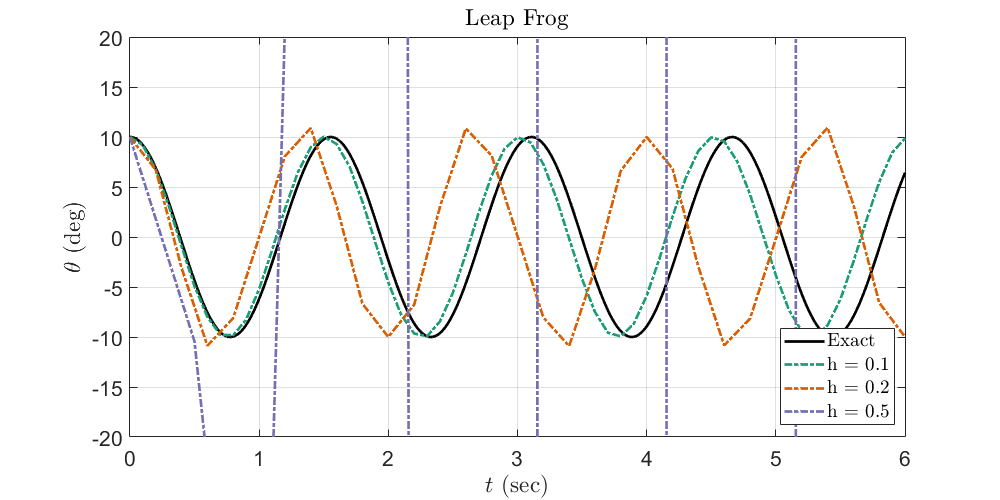 Leap Frog
20
15
10
5
0
-5
-10
-15
-20
θ (deg)
0 1 2 3 4 5 6
t (sec)
Exact
h = 0.1
h = 0.2
h = 0.5